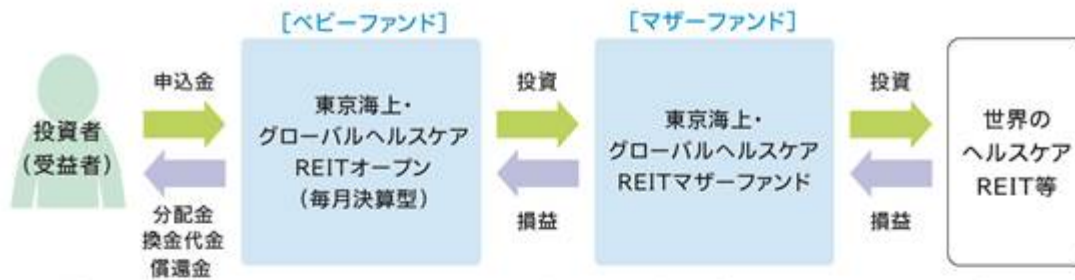 [ベビーファンド]
[マザーファンド]
投資者
(受益者)
申込金
分配金
換金代金
償還金
東京海上・
グローバルヘルスケア
REITオープン
(毎月決算型)
投資
損益
東京海上・
グローバルヘルスケア
REITマザーファンド
投資
損益
世界の
ヘルスケア
REIT等